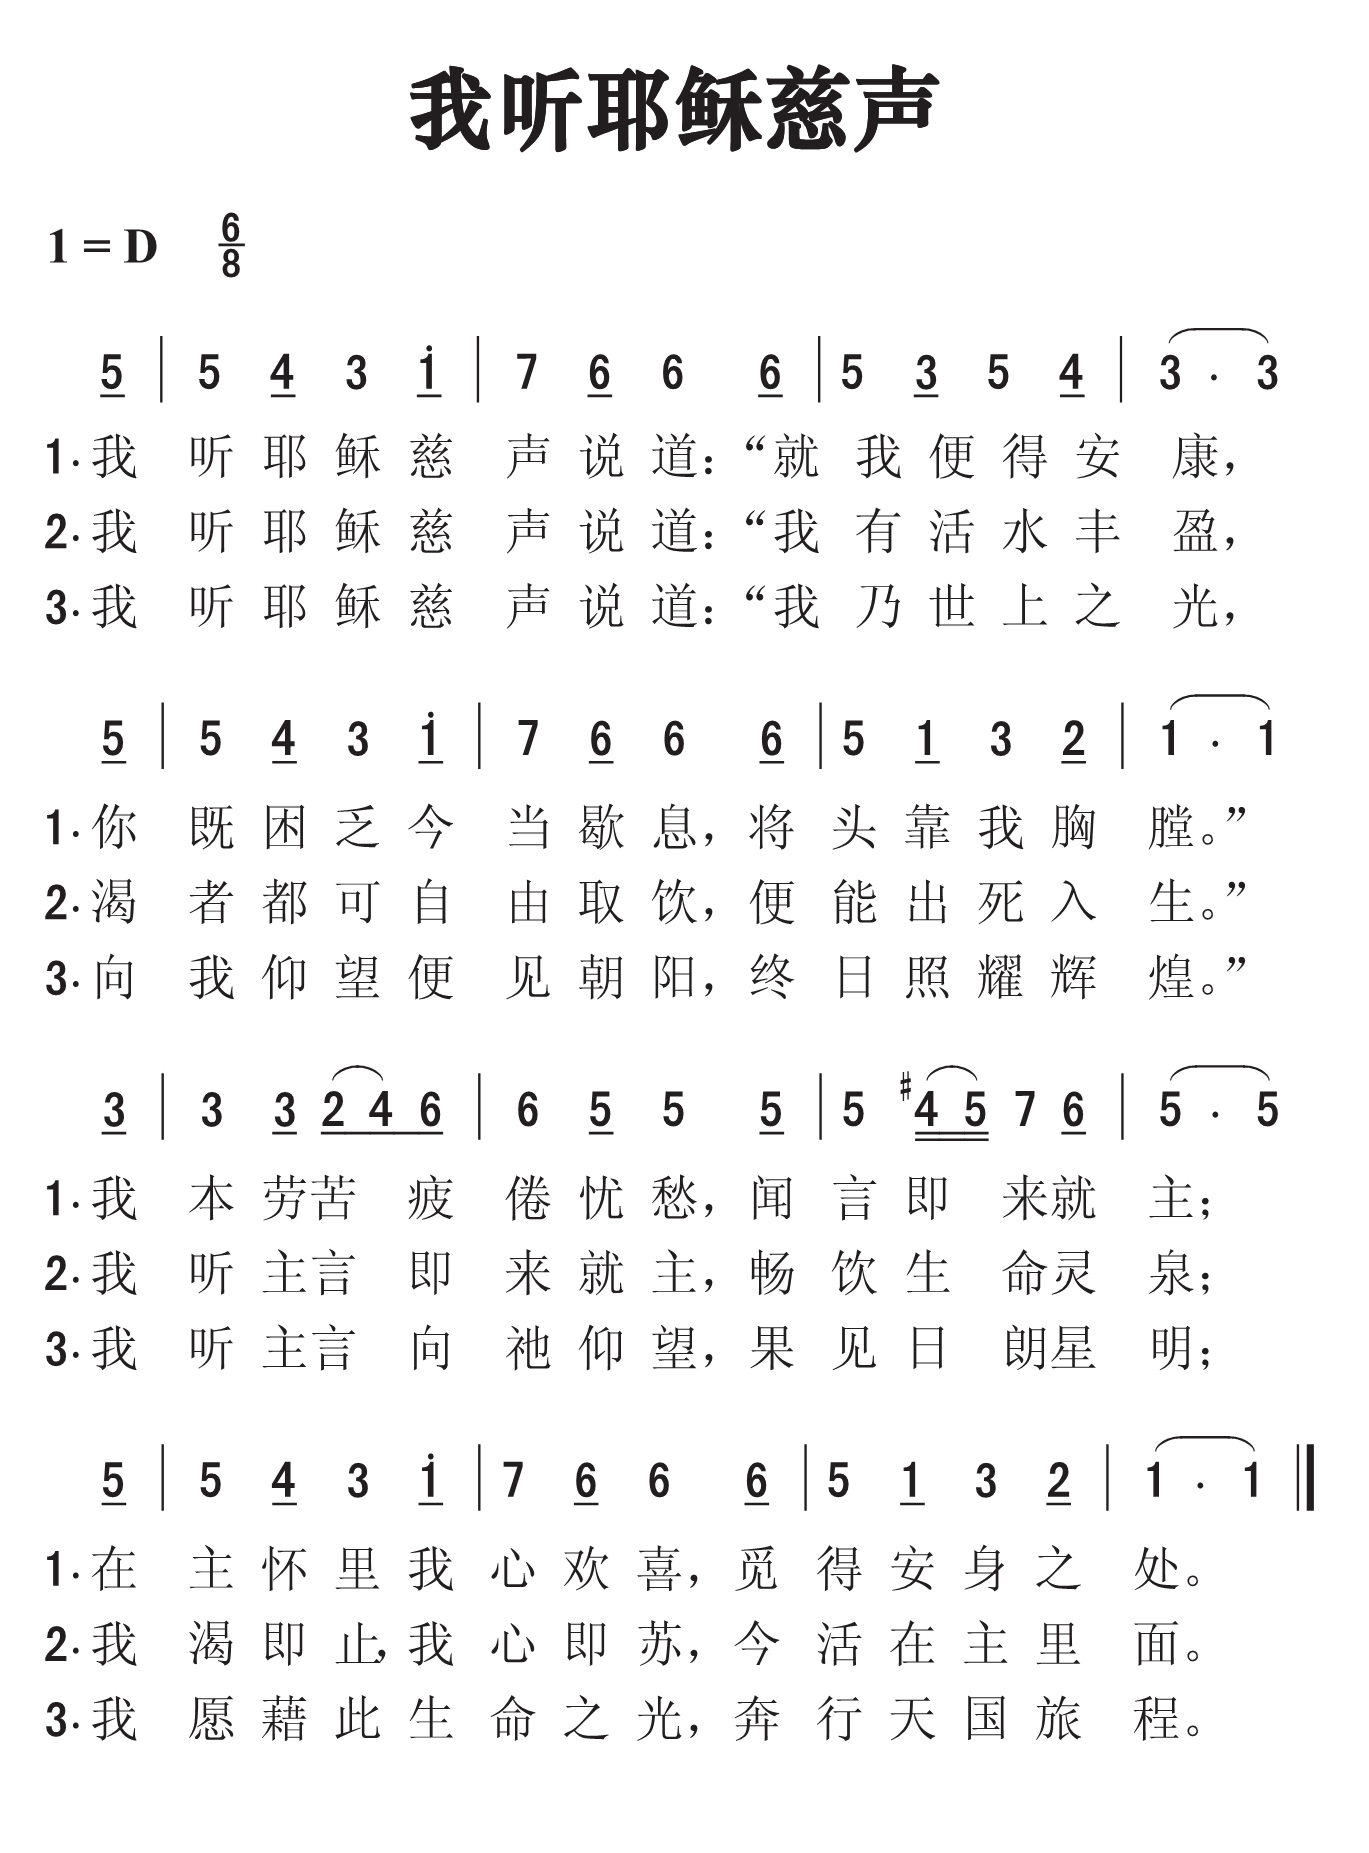 我听耶稣慈声
1 = D 6/8
5 | 5 4 3 i | 7 6 6 6 | 5 3 5 4 | 3 . 3
1. 我 听 耶 稣 慈 声 说 道：“就 我 便 得 安 康，
2. 我 听 耶 稣 慈 声 说 道：“我 有 活 水 丰 盈，
3. 我 听 耶 稣 慈 声 说 道：“我 乃 世 上 之 光，
5 | 5 4 3 i | 7 6 6 6 | 5 1 3 2 | 1 . 1
1. 你 既 困 乏 今 当 歇 息，将 头 靠 我 胸 膛。”
2. 渴 者 都 可 自 由 取 饮，便 能 出 死 入 生。”
3. 向 我 仰 望 便 见 朝 阳，终 日 照 耀 辉 煌。”
3 | 3 3 2 4 6 | 6 5 5 5 | 5 #4 5 7 6 | 5 . 5
1. 我 本 劳 苦 疲 倦 忧 愁，闻 言 即 来 就 主；
2. 我 听 主 言 即 来 就 主，畅 饮 生 命 灵 泉；
3. 我 听 主 言 向 祂 仰 望，果 见 日 朗 星 明；
5 | 5 4 3 i | 7 6 6 6 | 5 1 3 2 | 1 . 1 ‖
1. 在 主 怀 里 我 心 欢 喜，觅 得 安 身 之 处。
2. 我 渴 即 止，我 心 即 苏，今 活 在 主 里 面。
3. 我 愿 藉 此 生 命 之 光，奔 行 天 国 旅 程。